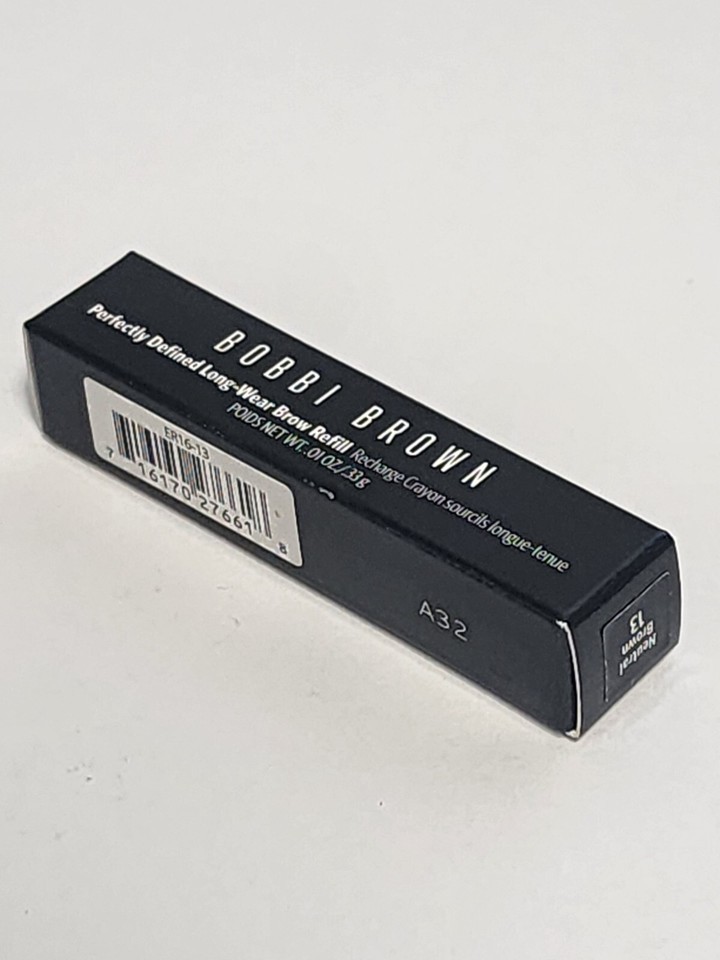 BOBBI BROWN
Perfectly Defined Long-Wear Brow Refill Recharge Crayon sourcils longue-tenue
POIDS NET WT. .01 OZ./.33 g
ER16-13
7 16170 27661 8
A32
Neutral
Brown
13